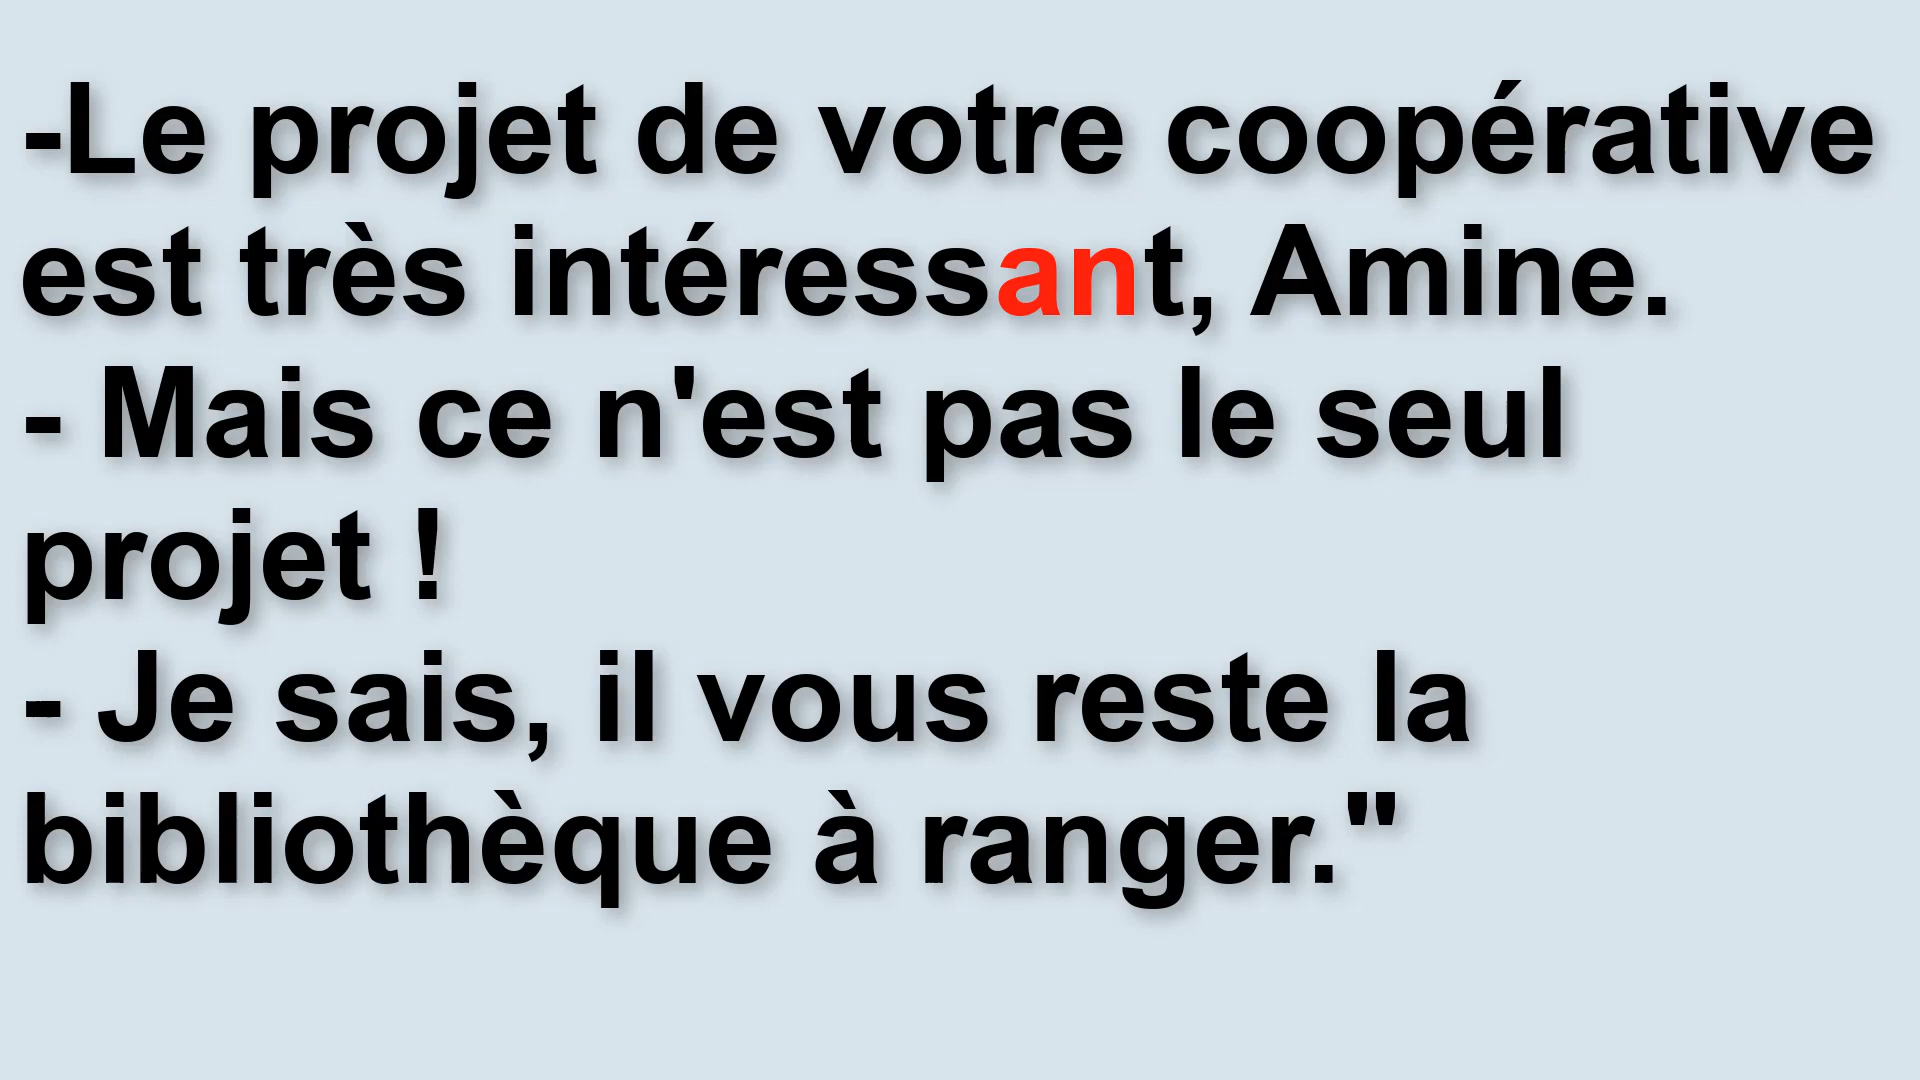 -Le projet de votre coopérative
est très intéressant, Amine.
- Mais ce n'est pas le seul
projet !
- Je sais, il vous reste la
bibliothèque à ranger."